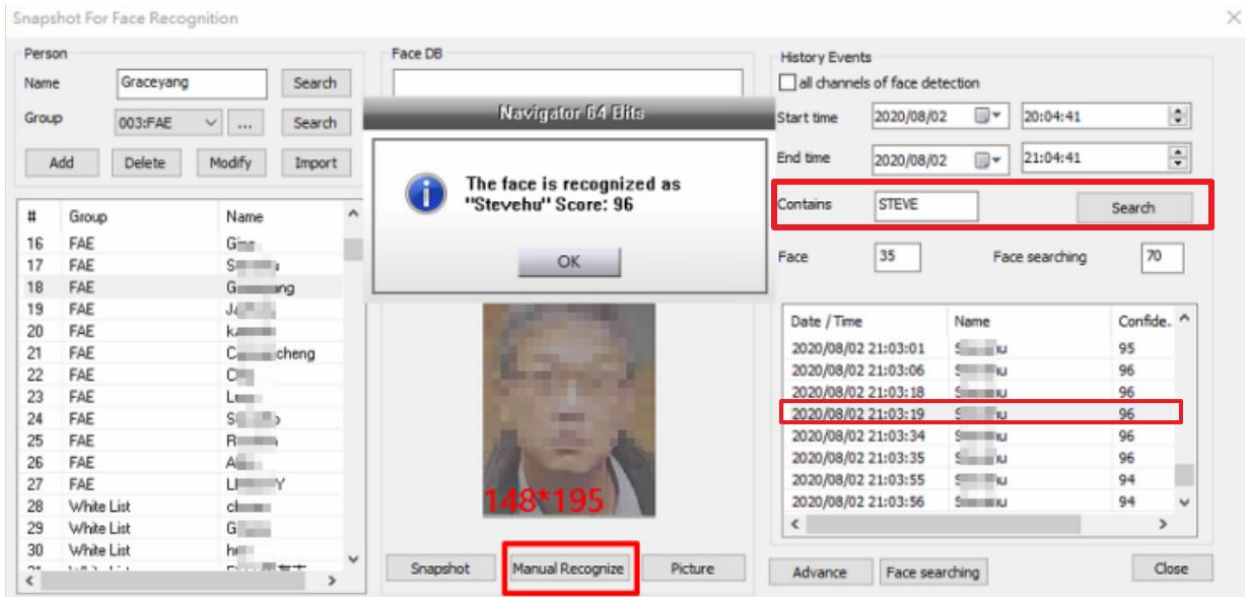 Snapshot For Face Recognition
Person
Name Graceyang Search
Group 003:FAE ... Search
Add Delete Modify Import
# Group Name
16 FAE
17 FAE
18 FAE
19 FAE
20 FAE
21 FAE
22 FAE
23 FAE
24 FAE
25 FAE
26 FAE
27 FAE
28 White List
29 White List
30 White List
Face DB
Navigator 64 Bits
The face is recognized as
"Stevehu" Score: 96
OK
148*195
Snapshot Manual Recognize Picture
History Events
all channels of face detection
Start time 2020/08/02 20:04:41
End time 2020/08/02 21:04:41
Contains STEVE Search
Face 35 Face searching 70
Date / Time Name Confide.
2020/08/02 21:03:01 95
2020/08/02 21:03:06 96
2020/08/02 21:03:18 96
2020/08/02 21:03:19 96
2020/08/02 21:03:34 96
2020/08/02 21:03:35 96
2020/08/02 21:03:55 94
2020/08/02 21:03:56 94
Advance Face searching Close